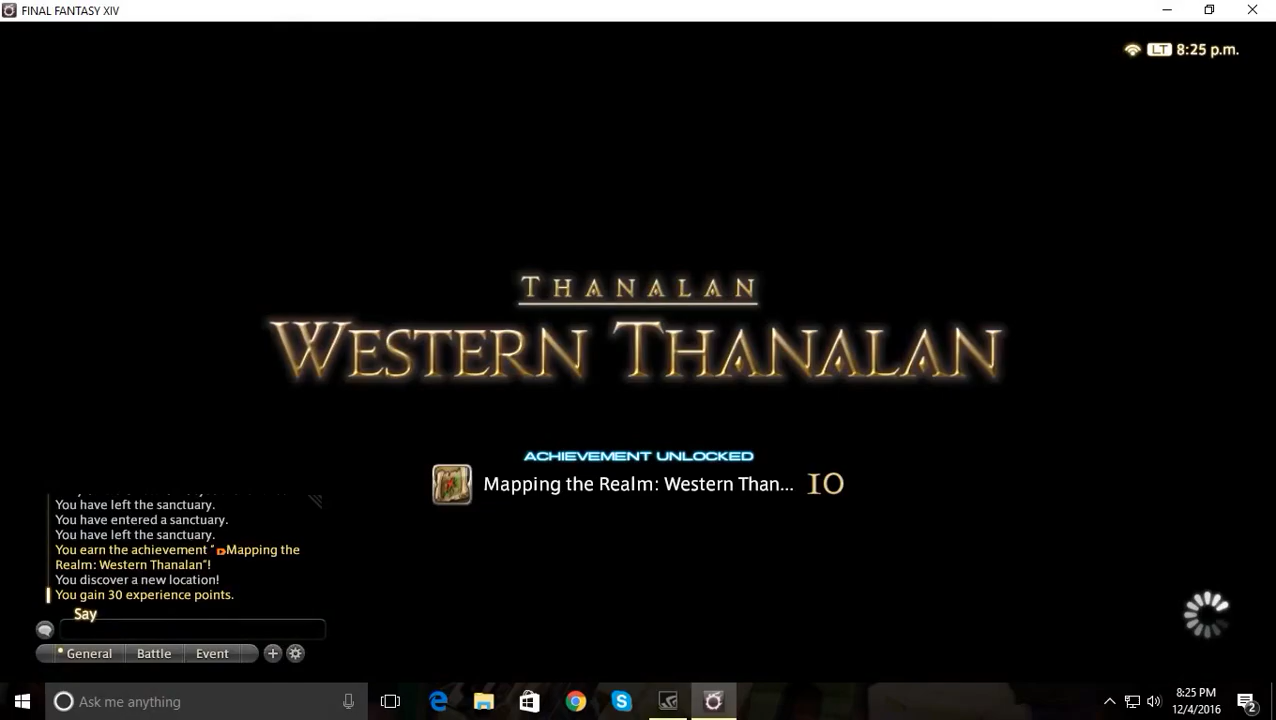 FINAL FANTASY XIV
LT 8:25 p.m.
THANALAN
WESTERN THANALAN
ACHIEVEMENT UNLOCKED
Mapping the Realm: Western Than... 10
You have left the sanctuary.
You have entered a sanctuary.
You have left the sanctuary.
You earn the achievement "Mapping the
Realm: Western Thanalan"!
You discover a new location!
You gain 30 experience points.
Say
General Battle Event
Ask me anything
8:25 PM
12/4/2016
2